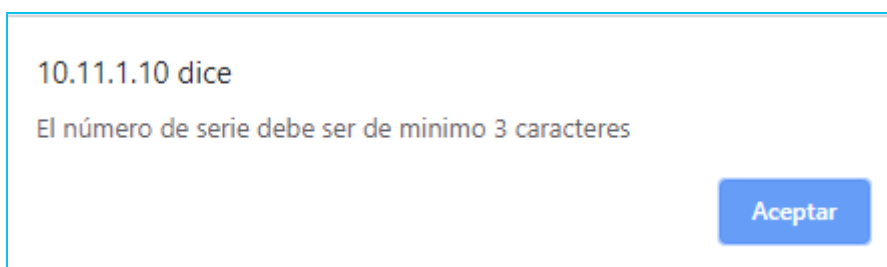 10.11.1.10 dice
El número de serie debe ser de minimo 3 caracteres
Aceptar